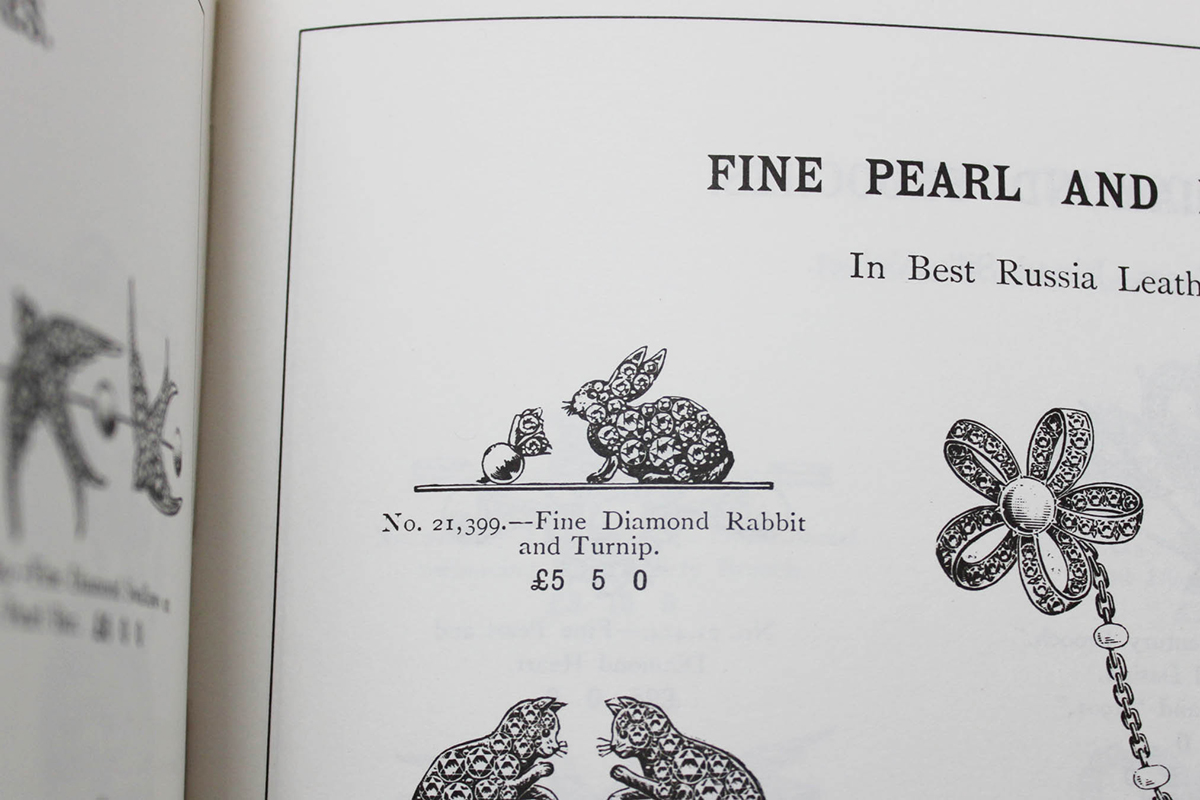 FINE PEARL AND
In Best Russia Leath
No. 21,399.—Fine Diamond Rabbit
and Turnip.
£5 5 0